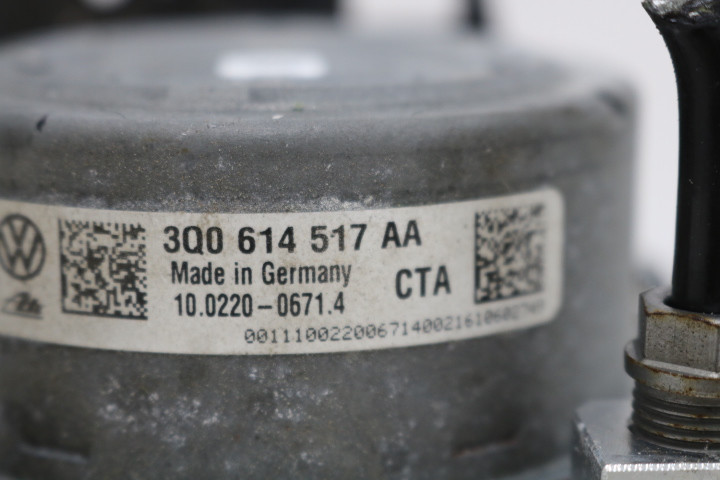 3Q0 614 517 AA
Made in Germany
10.0220-0671.4
CTA